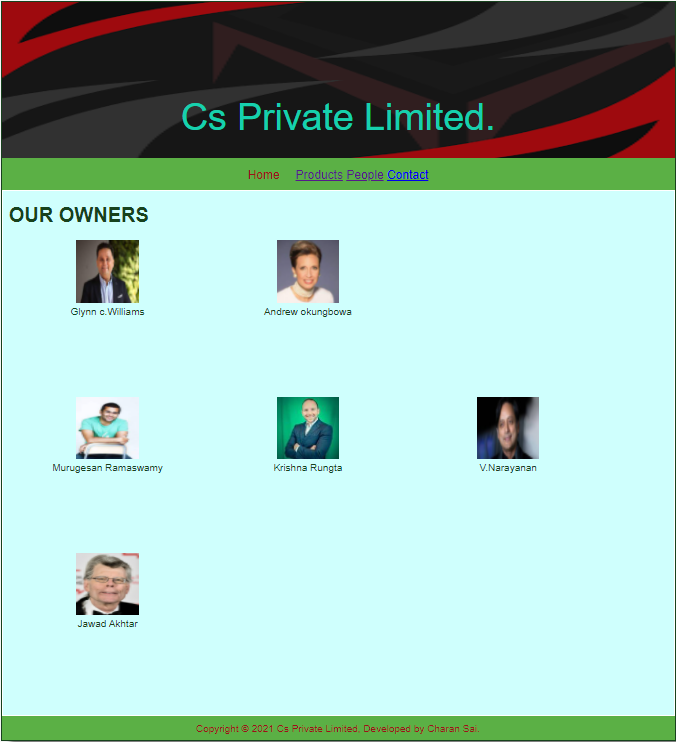 Cs Private Limited.
Home Products People Contact
OUR OWNERS
Glynn c.Williams Andrew okungbowa
Murugesan Ramaswamy Krishna Rungta V.Narayanan
Jawad Akhtar
Copyright © 2021 Cs Private Limited, Developed by Charan Sai.